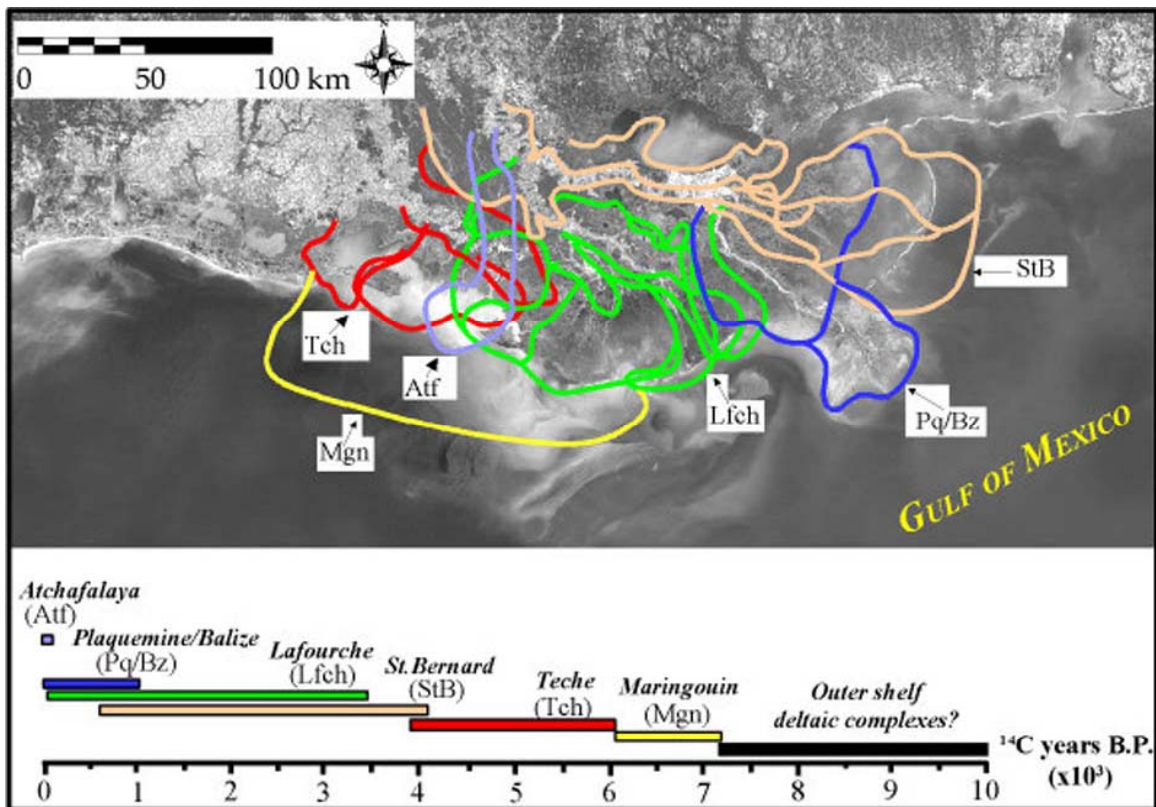 N
0 50 100 km
StB
Tch
Atf
Lfch
Pq/Bz
Mgn
GULF OF MEXICO
Atchafalaya
(Atf)
Plaquemine/Balize
(Pq/Bz)
Lafourche
(Lfch)
St.Bernard
(StB)
Teche
(Tch)
Maringouin
(Mgn)
Outer shelf
deltaic complexes?
¹⁴C years B.P.
(x10³)
0 1 2 3 4 5 6 7 8 9 10